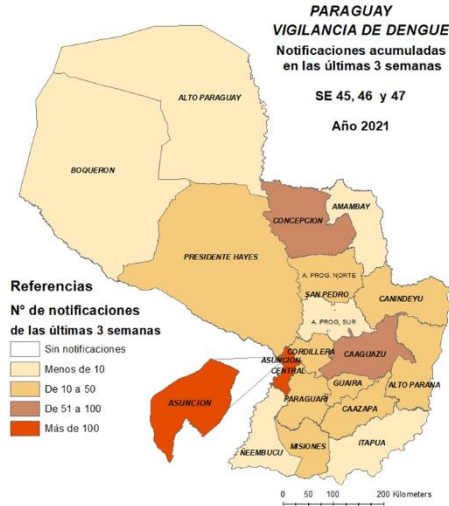 PARAGUAY
VIGILANCIA DE DENGUE
Notificaciones acumuladas
en las últimas 3 semanas
SE 45, 46 y 47
Año 2021
ALTO PARAGUAY
BOQUERON
AMAMBAY
CONCEPCION
PRESIDENTE HAYES
A. PROG. NORTE
SAN PEDRO
CANINDEYU
A. PROG. SUR
CORDILLERA
ASUNCION
CENTRAL
CAAGUAZU
ASUNCION
GUAIRA
ALTO PARANA
PARAGUARI
CAAZAPA
ÑEEMBUCU
MISIONES
ITAPUA
Referencias
N° de notificaciones
de las últimas 3 semanas
Sin notificaciones
Menos de 10
De 10 a 50
De 51 a 100
Más de 100
0 50 100 200 Kilometers